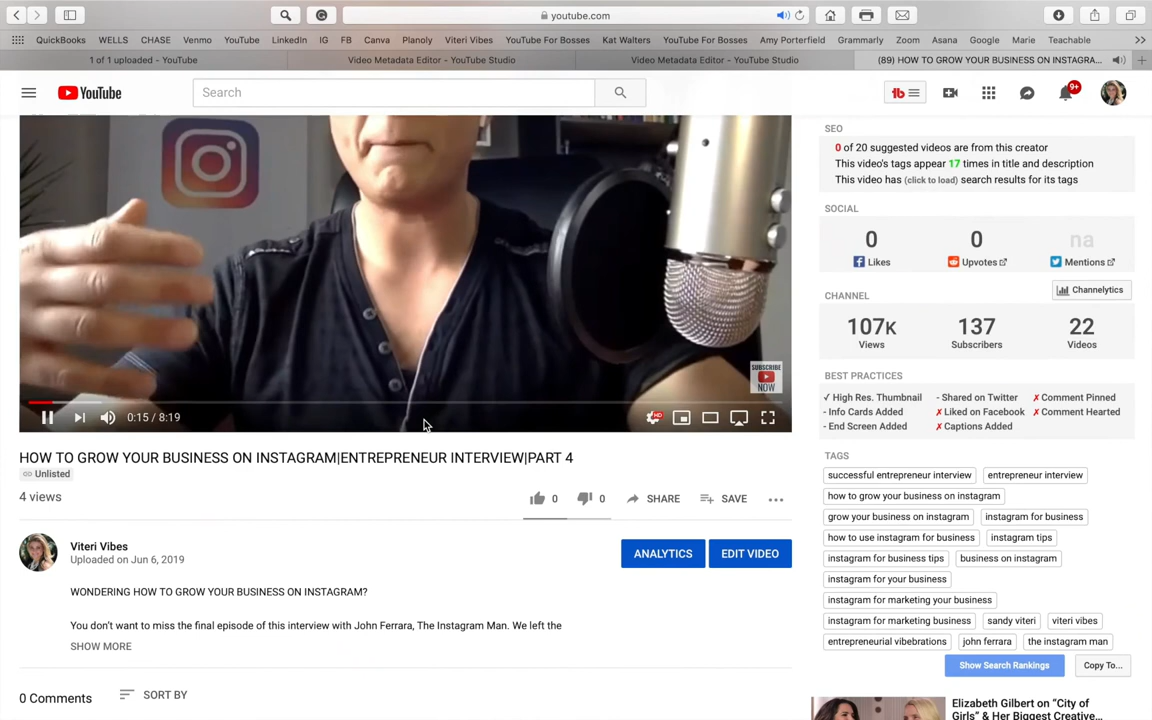 youtube.com
QuickBooks WELLS CHASE Venmo YouTube LinkedIn IG FB Canva Planoly Viteri Vibes YouTube For Bosses Kat Walters YouTube For Bosses Amy Porterfield Grammarly Zoom Asana Google Marie Teachable
1 of 1 uploaded - YouTube Video Metadata Editor - YouTube Studio Video Metadata Editor - YouTube Studio (89) HOW TO GROW YOUR BUSINESS ON INSTAGRA...
YouTube
Search
tb
9+
SUBSCRIBE
NOW
0:15 / 8:19
HD
HOW TO GROW YOUR BUSINESS ON INSTAGRAM|ENTREPRENEUR INTERVIEW|PART 4
Unlisted
4 views
0 0 SHARE SAVE
Viteri Vibes
Uploaded on Jun 6, 2019
ANALYTICS EDIT VIDEO
WONDERING HOW TO GROW YOUR BUSINESS ON INSTAGRAM?
You don't want to miss the final episode of this interview with John Ferrara, The Instagram Man. We left the
SHOW MORE
0 Comments SORT BY
SEO
0 of 20 suggested videos are from this creator
This video's tags appear 17 times in title and description
This video has (click to load) search results for its tags
SOCIAL
0 0 na
Likes Upvotes Mentions
CHANNEL Channelytics
107K 137 22
Views Subscribers Videos
BEST PRACTICES
✓ High Res. Thumbnail - Shared on Twitter ✗ Comment Pinned
- Info Cards Added ✗ Liked on Facebook ✗ Comment Hearted
- End Screen Added ✗ Captions Added
TAGS
successful entrepreneur interview entrepreneur interview
how to grow your business on instagram
grow your business on instagram instagram for business
how to use instagram for business instagram tips
instagram for business tips business on instagram
instagram for your business
instagram for marketing your business
instagram for marketing business sandy viteri viteri vibes
entrepreneurial vibebrations john ferrara the instagram man
Show Search Rankings Copy To...
Elizabeth Gilbert on "City of
Girls" & Her Biggest Creative...